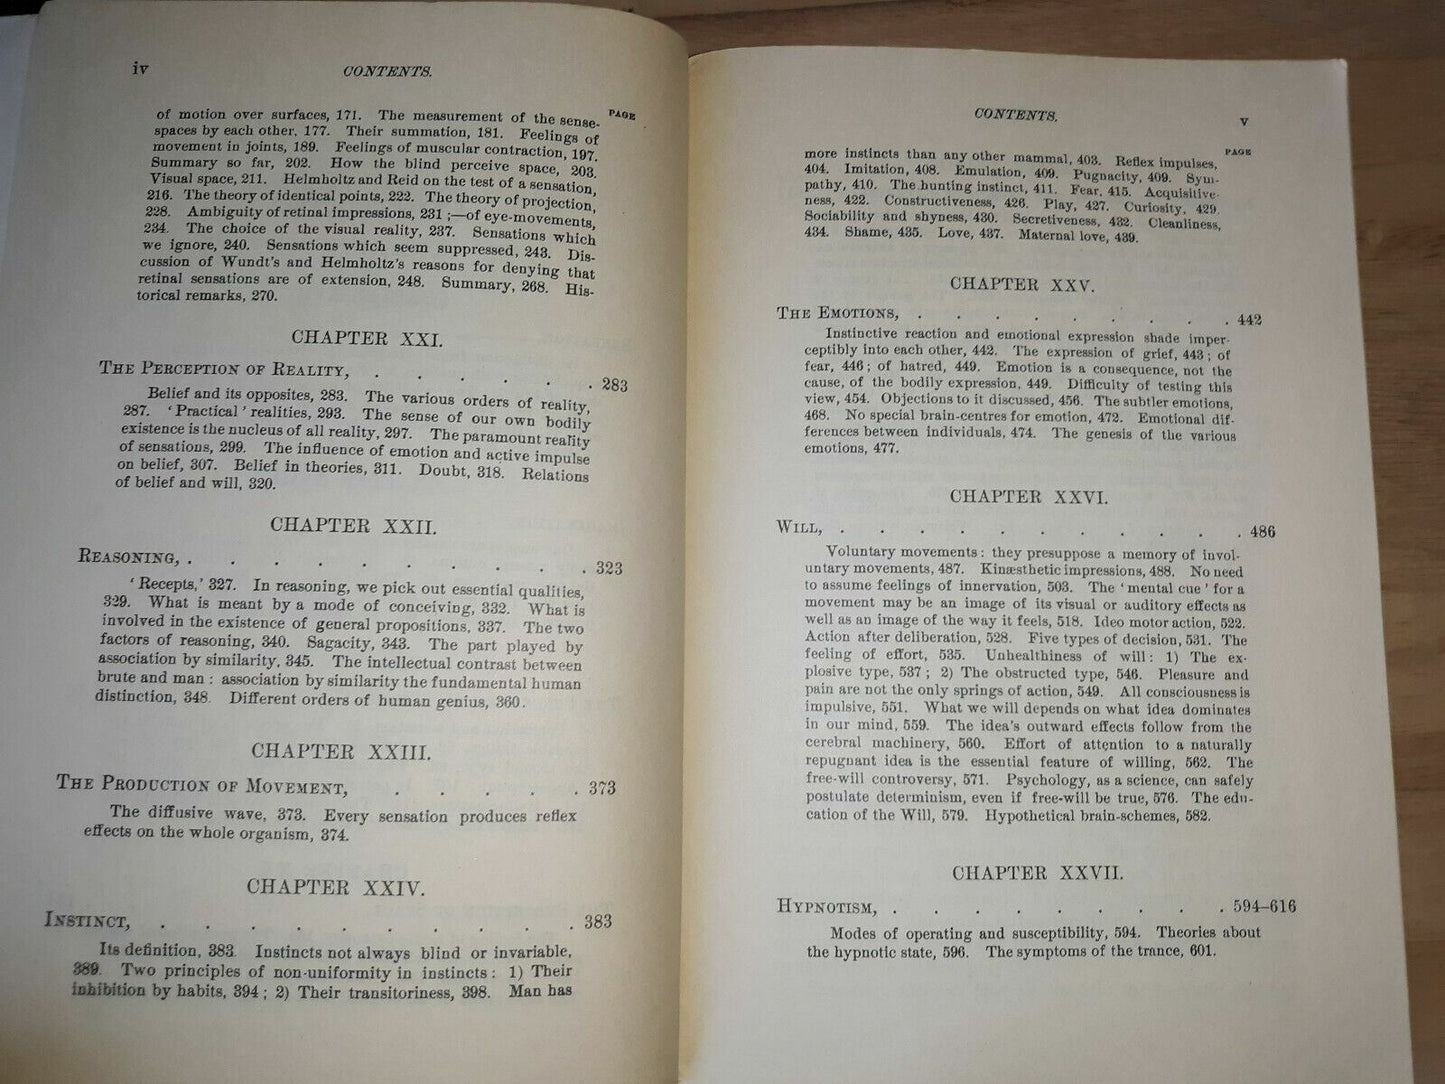 iv
CONTENTS.
PAGE
of motion over surfaces, 171. The measurement of the sense-
spaces by each other, 177. Their summation, 181. Feelings of
movement in joints, 189. Feelings of muscular contraction, 197.
Summary so far, 202. How the blind perceive space, 203.
Visual space, 211. Helmholtz and Reid on the test of a sensation,
216. The theory of identical points, 222. The theory of projection,
228. Ambiguity of retinal impressions, 231;—of eye-movements,
234. The choice of the visual reality, 237. Sensations which
we ignore, 240. Sensations which seem suppressed, 243. Dis-
cussion of Wundt's and Helmholtz's reasons for denying that
retinal sensations are of extension, 248. Summary, 268. His-
torical remarks, 270.
CHAPTER XXI.
THE PERCEPTION OF REALITY, . . . . . . 283
Belief and its opposites, 283. The various orders of reality,
287. 'Practical' realities, 293. The sense of our own bodily
existence is the nucleus of all reality, 297. The paramount reality
of sensations, 299. The influence of emotion and active impulse
on belief, 307. Belief in theories, 311. Doubt, 318. Relations
of belief and will, 320.
CHAPTER XXII.
REASONING, . . . . . . . . . . 323
'Recepts,' 327. In reasoning, we pick out essential qualities,
329. What is meant by a mode of conceiving, 332. What is
involved in the existence of general propositions, 337. The two
factors of reasoning, 340. Sagacity, 343. The part played by
association by similarity, 345. The intellectual contrast between
brute and man: association by similarity the fundamental human
distinction, 348. Different orders of human genius, 360.
CHAPTER XXIII.
THE PRODUCTION OF MOVEMENT, . . . . . 373
The diffusive wave, 373. Every sensation produces reflex
effects on the whole organism, 374.
CHAPTER XXIV.
INSTINCT, . . . . . . . . . . 383
Its definition, 383. Instincts not always blind or invariable,
389. Two principles of non-uniformity in instincts: 1) Their
inhibition by habits, 394; 2) Their transitoriness, 398. Man has
CONTENTS.
v
PAGE
more instincts than any other mammal, 403. Reflex impulses,
404. Imitation, 408. Emulation, 409. Pugnacity, 409. Sym-
pathy, 410. The hunting instinct, 411. Fear, 415. Acquisitive-
ness, 422. Constructiveness, 426. Play, 427. Curiosity, 429.
Sociability and shyness, 430. Secretiveness, 432. Cleanliness,
434. Shame, 435. Love, 437. Maternal love, 439.
CHAPTER XXV.
THE EMOTIONS, . . . . . . . . . 442
Instinctive reaction and emotional expression shade imper-
ceptibly into each other, 442. The expression of grief, 443; of
fear, 446; of hatred, 449. Emotion is a consequence, not the
cause, of the bodily expression, 449. Difficulty of testing this
view, 454. Objections to it discussed, 456. The subtler emotions,
468. No special brain-centres for emotion, 472. Emotional dif-
ferences between individuals, 474. The genesis of the various
emotions, 477.
CHAPTER XXVI.
WILL, . . . . . . . . . . . 486
Voluntary movements: they presuppose a memory of invol-
untary movements, 487. Kinæsthetic impressions, 488. No need
to assume feelings of innervation, 503. The 'mental cue' for a
movement may be an image of its visual or auditory effects as
well as an image of the way it feels, 518. Ideo motor action, 522.
Action after deliberation, 528. Five types of decision, 531. The
feeling of effort, 535. Unhealthiness of will: 1) The ex-
plosive type, 537; 2) The obstructed type, 546. Pleasure and
pain are not the only springs of action, 549. All consciousness is
impulsive, 551. What we will depends on what idea dominates
in our mind, 559. The idea's outward effects follow from the
cerebral machinery, 560. Effort of attention to a naturally
repugnant idea is the essential feature of willing, 562. The
free-will controversy, 571. Psychology, as a science, can safely
postulate determinism, even if free-will be true, 576. The edu-
cation of the Will, 579. Hypothetical brain-schemes, 582.
CHAPTER XXVII.
HYPNOTISM, . . . . . . . . . 594–616
Modes of operating and susceptibility, 594. Theories about
the hypnotic state, 596. The symptoms of the trance, 601.